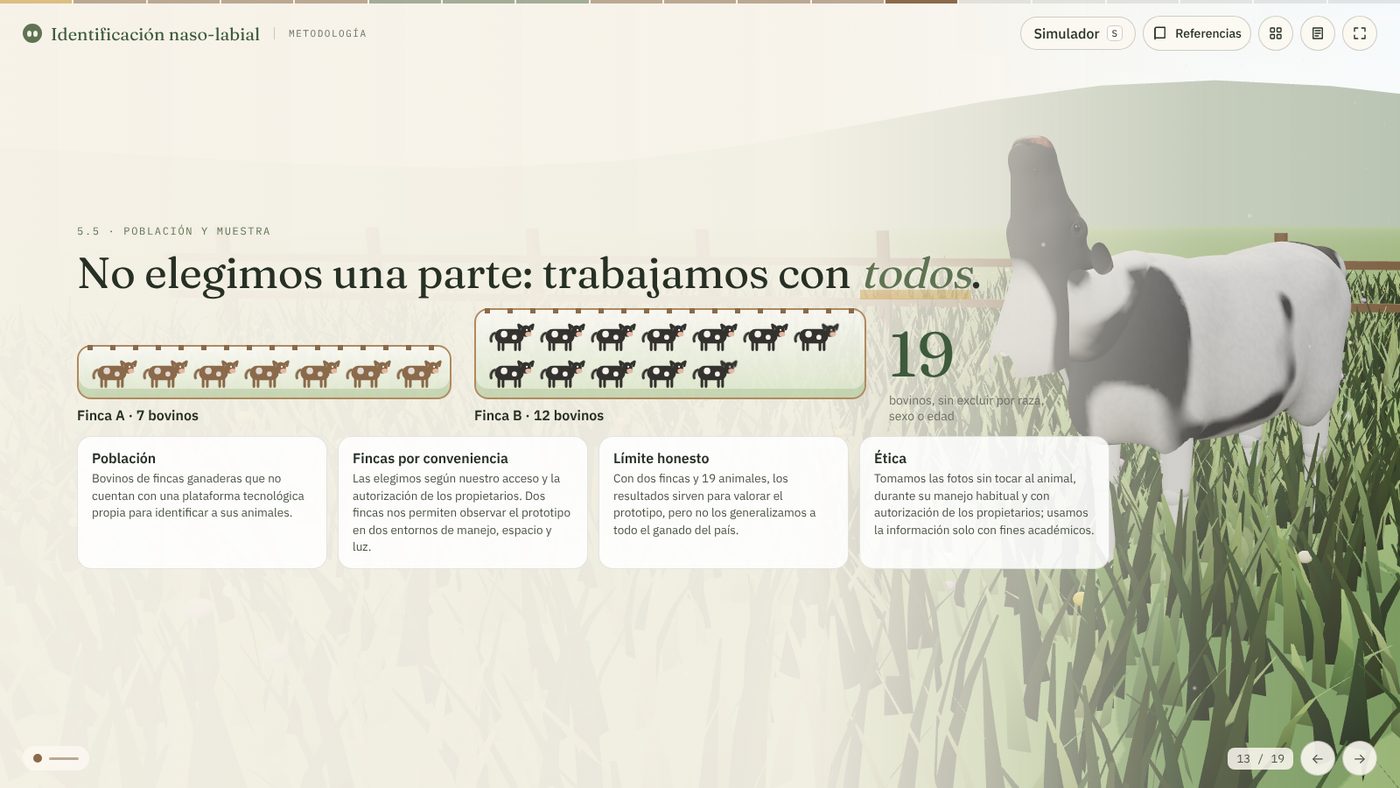 Identificación naso-labial
METODOLOGÍA
Simulador S
Referencias
5.5 · POBLACIÓN Y MUESTRA
No elegimos una parte: trabajamos con todos.
Finca A · 7 bovinos
Finca B · 12 bovinos
19
bovinos, sin excluir por raza,
sexo o edad
Población
Bovinos de fincas ganaderas que no
cuentan con una plataforma tecnológica
propia para identificar a sus animales.
Fincas por conveniencia
Las elegimos según nuestro acceso y la
autorización de los propietarios. Dos
fincas nos permiten observar el prototipo
en dos entornos de manejo, espacio y
luz.
Límite honesto
Con dos fincas y 19 animales, los
resultados sirven para valorar el
prototipo, pero no los generalizamos a
todo el ganado del país.
Ética
Tomamos las fotos sin tocar al animal,
durante su manejo habitual y con
autorización de los propietarios; usamos
la información solo con fines académicos.
13 / 19